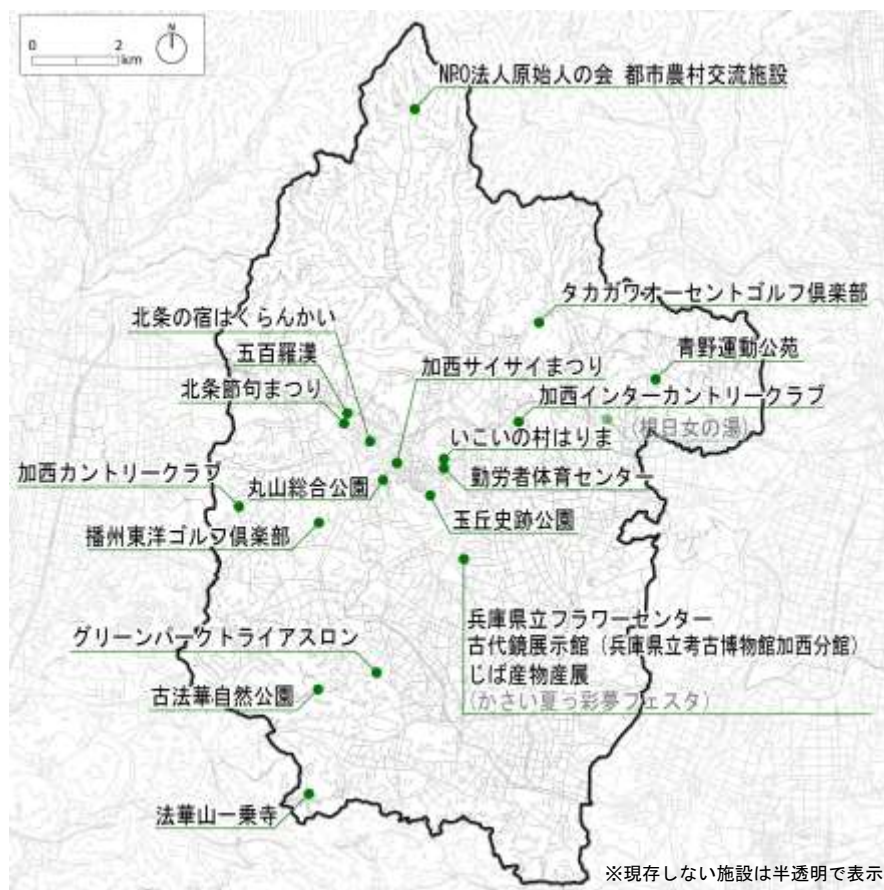 N
0 2
km
NPO法人原始人の会 都市農村交流施設
タカガワオーセントゴルフ倶楽部
北条の宿はくらんかい
五百羅漢
青野運動公苑
加西サイサイまつり
北条節句まつり
加西インターカントリークラブ
(根日女の湯)
いこいの村はりま
加西カントリークラブ
丸山総合公園
勤労者体育センター
玉丘史跡公園
播州東洋ゴルフ倶楽部
兵庫県立フラワーセンター
古代鏡展示館（兵庫県立考古博物館加西分館）
じば産物産展
(かさい夏っ彩夢フェスタ)
グリーンパークトライアスロン
古法華自然公園
法華山一乗寺
※現存しない施設は半透明で表示